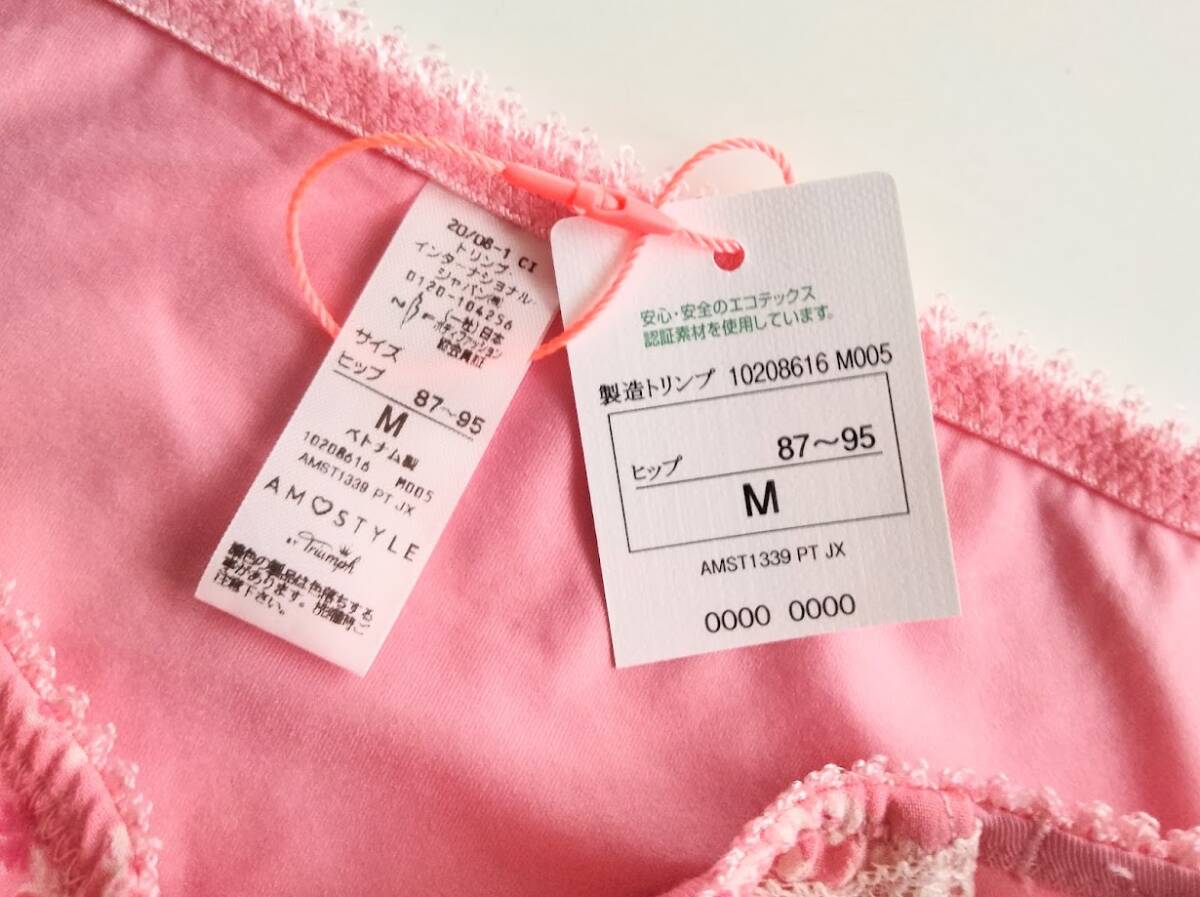 20/08-1 CI
トリンプ・
インターナショナル・
ジャパン㈱
0120-104256
(一社)日本
ボディファッション
協会員証
サイズ
ヒップ
87～95
M
ベトナム製
10208616 M005
AMST1339 PT JX
AMO♡STYLE
BY Triumph
濃色の製品は色落ちする
事があります。洗濯時ご
注意下さい。
安心・安全のエコテックス
認証素材を使用しています。
製造トリンプ 10208616 M005
ヒップ 87～95
M
AMST1339 PT JX
0000 0000